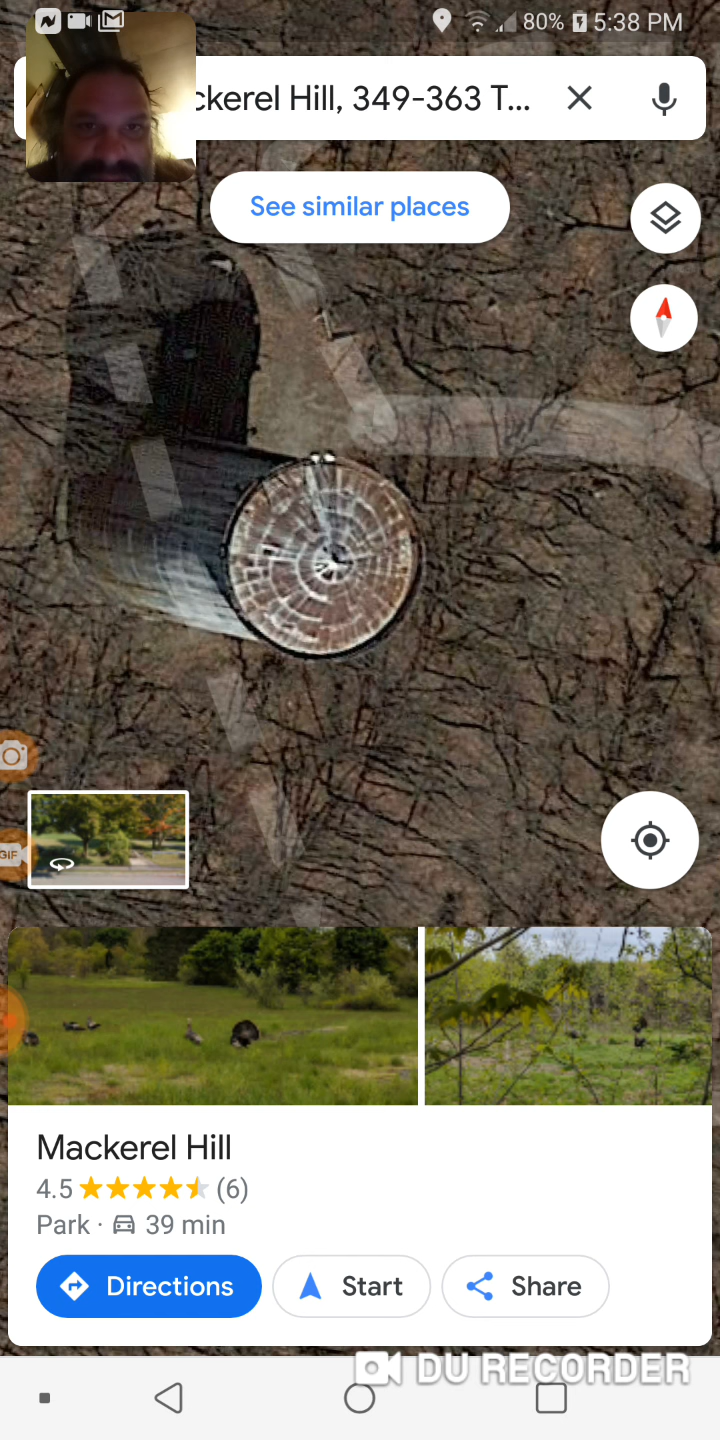 80% 5:38 PM
ckerel Hill, 349-363 T...
See similar places
GIF
Mackerel Hill
4.5 (6)
Park · 39 min
Directions Start Share
DU RECORDER